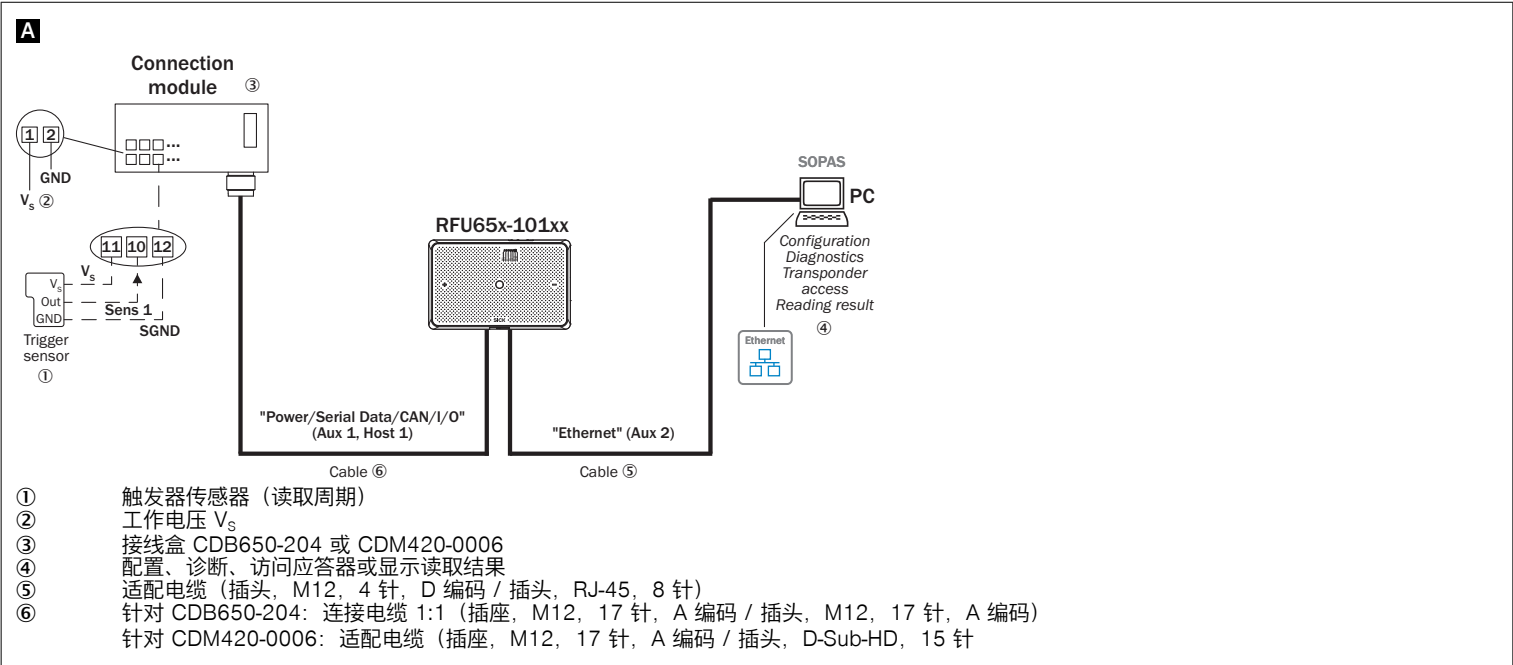 A
Connection
module ③
1 2
...
...
GND
Vs ②
11 10 12
Vs
Vs
Out
GND
Sens 1
SGND
Trigger
sensor
①
RFU65x-101xx
SICK
SOPAS
PC
Configuration
Diagnostics
Transponder
access
Reading result
④
Ethernet
"Power/Serial Data/CAN/I/O"
(Aux 1, Host 1)
"Ethernet" (Aux 2)
Cable ⑥
Cable ⑤
① 触发器传感器（读取周期）
② 工作电压 VS
③ 接线盒 CDB650-204 或 CDM420-0006
④ 配置、诊断、访问应答器或显示读取结果
⑤ 适配电缆（插头，M12，4 针，D 编码 / 插头，RJ-45，8 针）
⑥ 针对 CDB650-204：连接电缆 1:1（插座，M12，17 针，A 编码 / 插头，M12，17 针，A 编码）
针对 CDM420-0006：适配电缆（插座，M12，17 针，A 编码 / 插头，D-Sub-HD，15 针